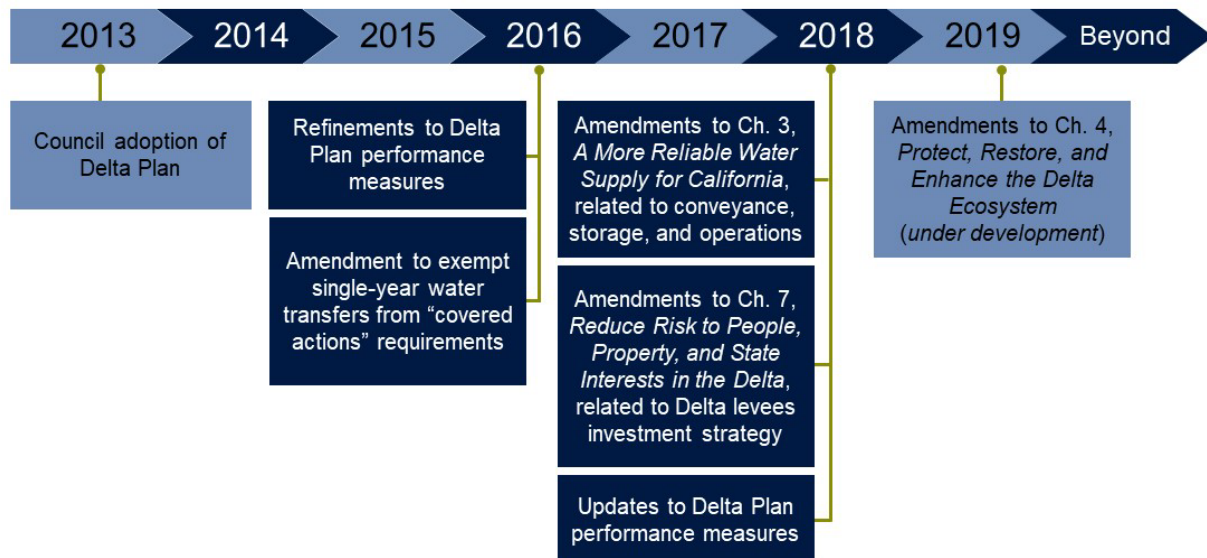 2013 2014 2015 2016 2017 2018 2019 Beyond
Council adoption of
Delta Plan
Refinements to Delta
Plan performance
measures
Amendment to exempt
single-year water
transfers from “covered
actions” requirements
Amendments to Ch. 3,
A More Reliable Water
Supply for California,
related to conveyance,
storage, and operations
Amendments to Ch. 7,
Reduce Risk to People,
Property, and State
Interests in the Delta,
related to Delta levees
investment strategy
Updates to Delta Plan
performance measures
Amendments to Ch. 4,
Protect, Restore, and
Enhance the Delta
Ecosystem
(under development)